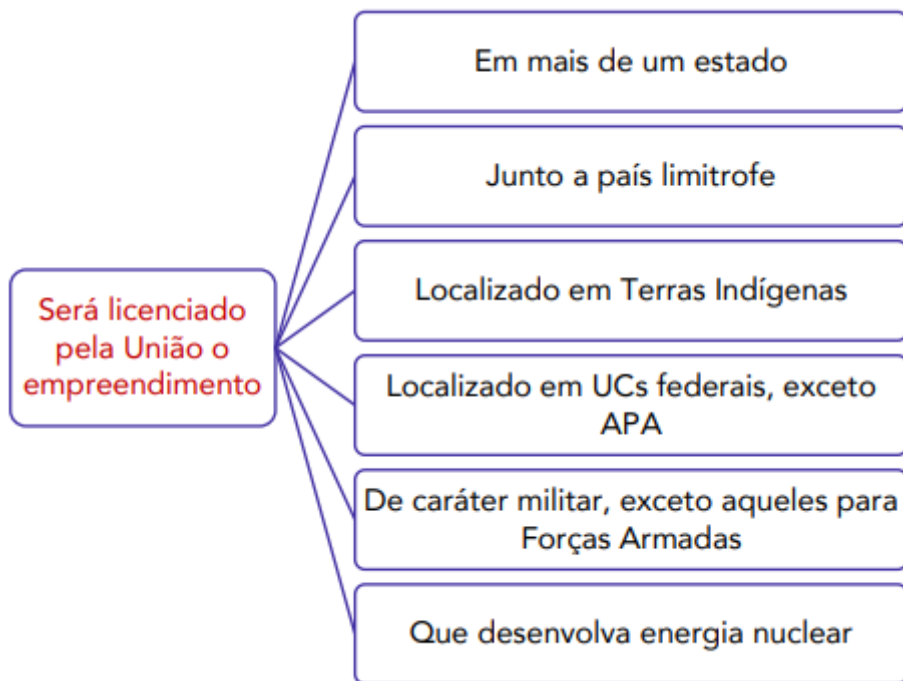 Será licenciado
pela União o
empreendimento
Em mais de um estado
Junto a país limitrofe
Localizado em Terras Indígenas
Localizado em UCs federais, exceto
APA
De caráter militar, exceto aqueles para
Forças Armadas
Que desenvolva energia nuclear